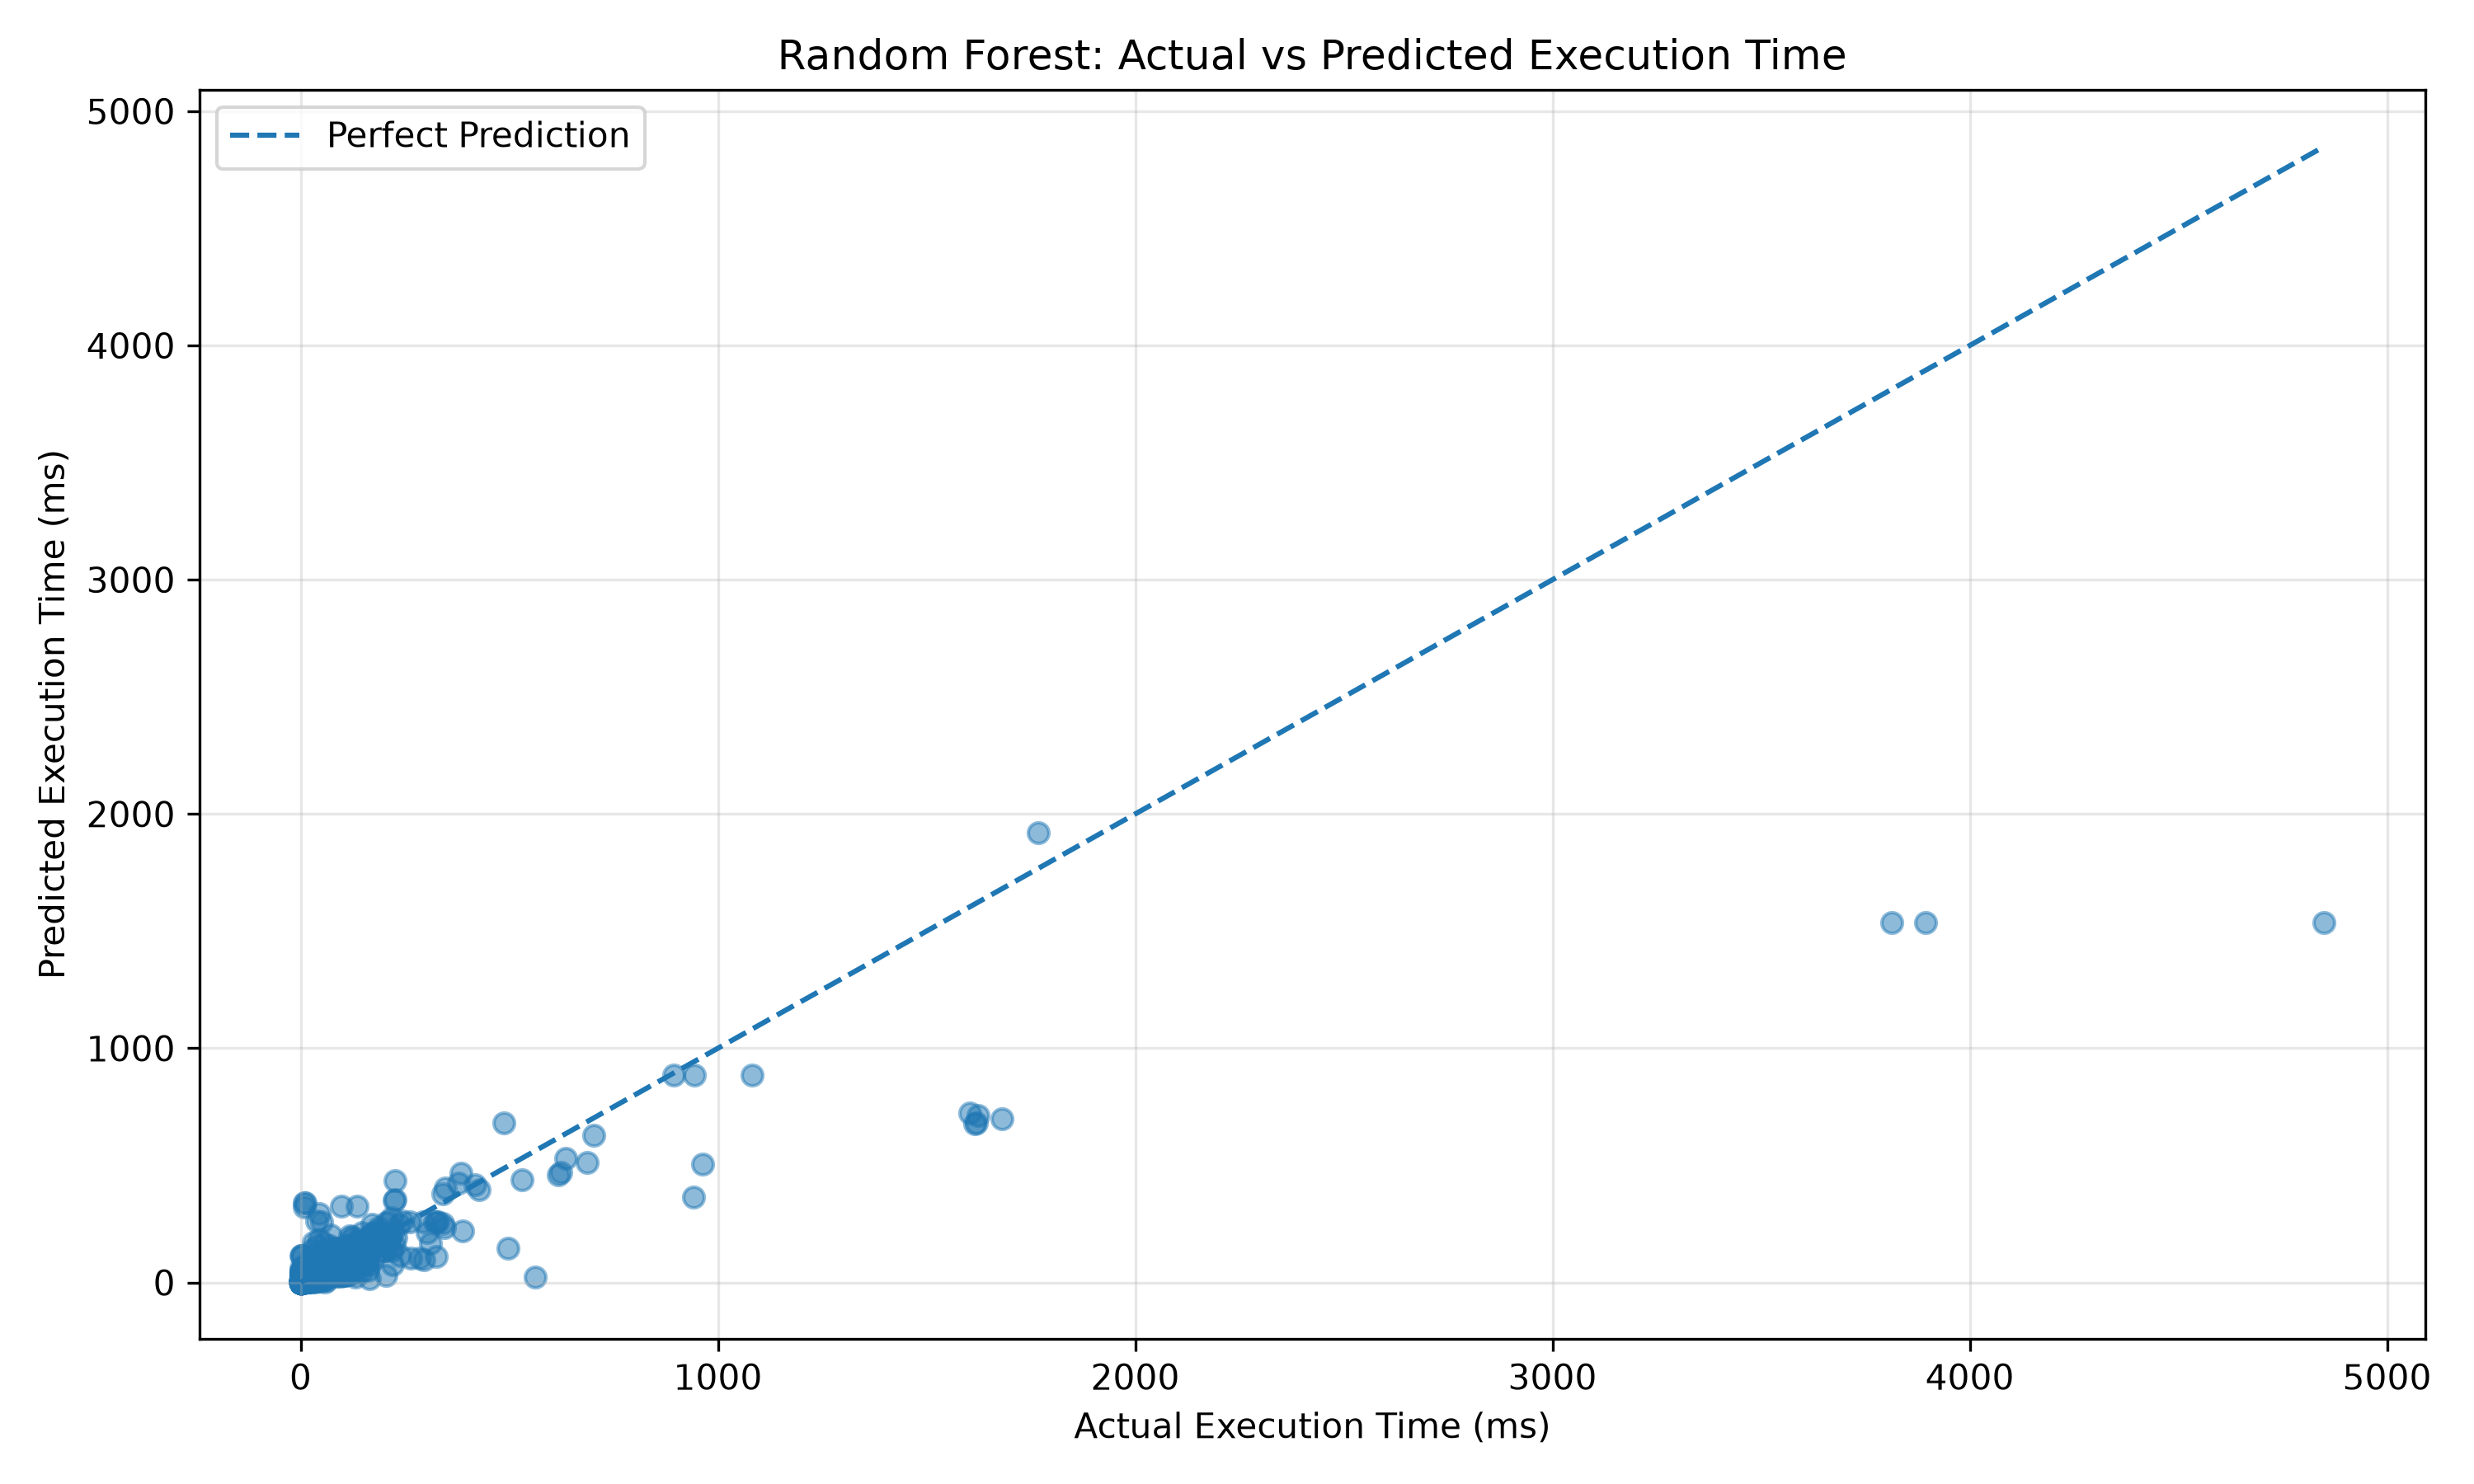 Random Forest: Actual vs Predicted Execution Time
Perfect Prediction
5000
4000
3000
2000
1000
0
Predicted Execution Time (ms)
0 1000 2000 3000 4000 5000
Actual Execution Time (ms)